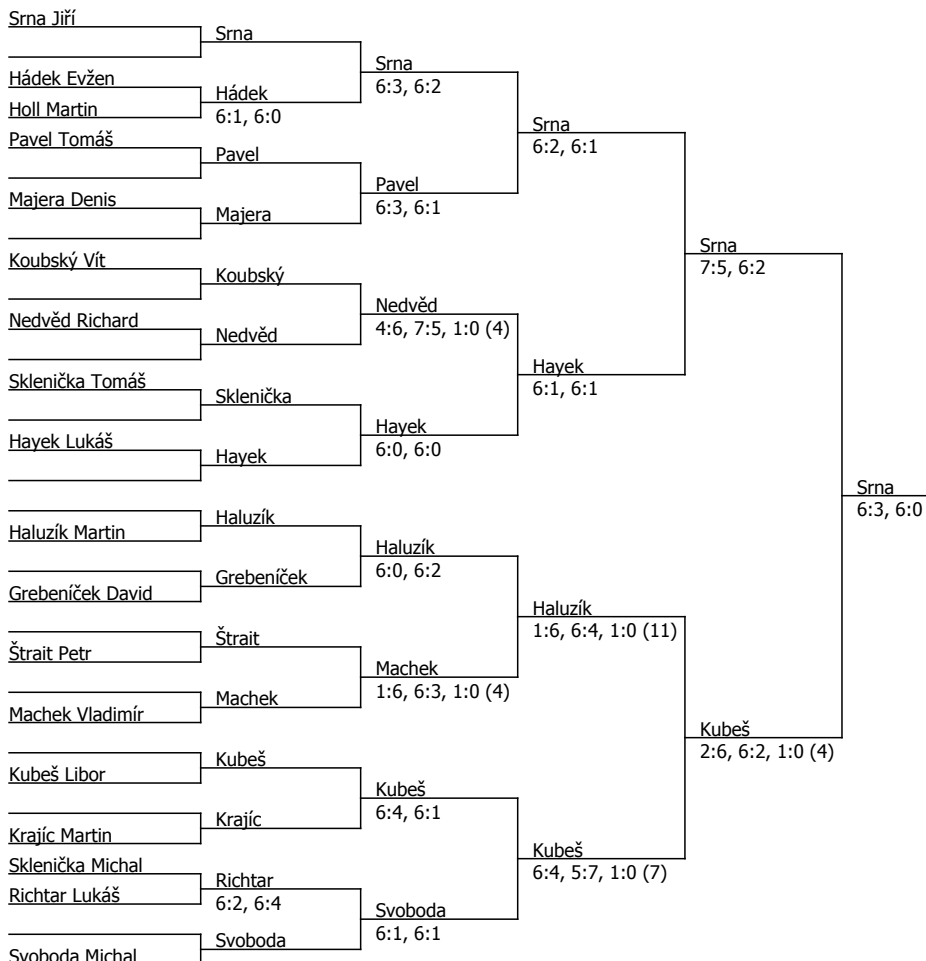 Srna Jiří
Srna
Srna
6:3, 6:2
Hádek Evžen
Hádek
6:1, 6:0
Holl Martin
Srna
6:2, 6:1
Pavel Tomáš
Pavel
Pavel
6:3, 6:1
Majera Denis
Majera
Srna
7:5, 6:2
Koubský Vít
Koubský
Nedvěd
4:6, 7:5, 1:0 (4)
Nedvěd Richard
Nedvěd
Hayek
6:1, 6:1
Sklenička Tomáš
Sklenička
Hayek
6:0, 6:0
Hayek Lukáš
Hayek
Srna
6:3, 6:0
Haluzík
Haluzík Martin
Haluzík
6:0, 6:2
Grebeníček
Grebeníček David
Haluzík
1:6, 6:4, 1:0 (11)
Štrait
Štrait Petr
Machek
1:6, 6:3, 1:0 (4)
Machek
Machek Vladimír
Kubeš
2:6, 6:2, 1:0 (4)
Kubeš
Kubeš Libor
Kubeš
6:4, 6:1
Krajíc
Krajíc Martin
Kubeš
6:4, 5:7, 1:0 (7)
Sklenička Michal
Richtar
6:2, 6:4
Richtar Lukáš
Svoboda
6:1, 6:1
Svoboda
Svoboda Michal